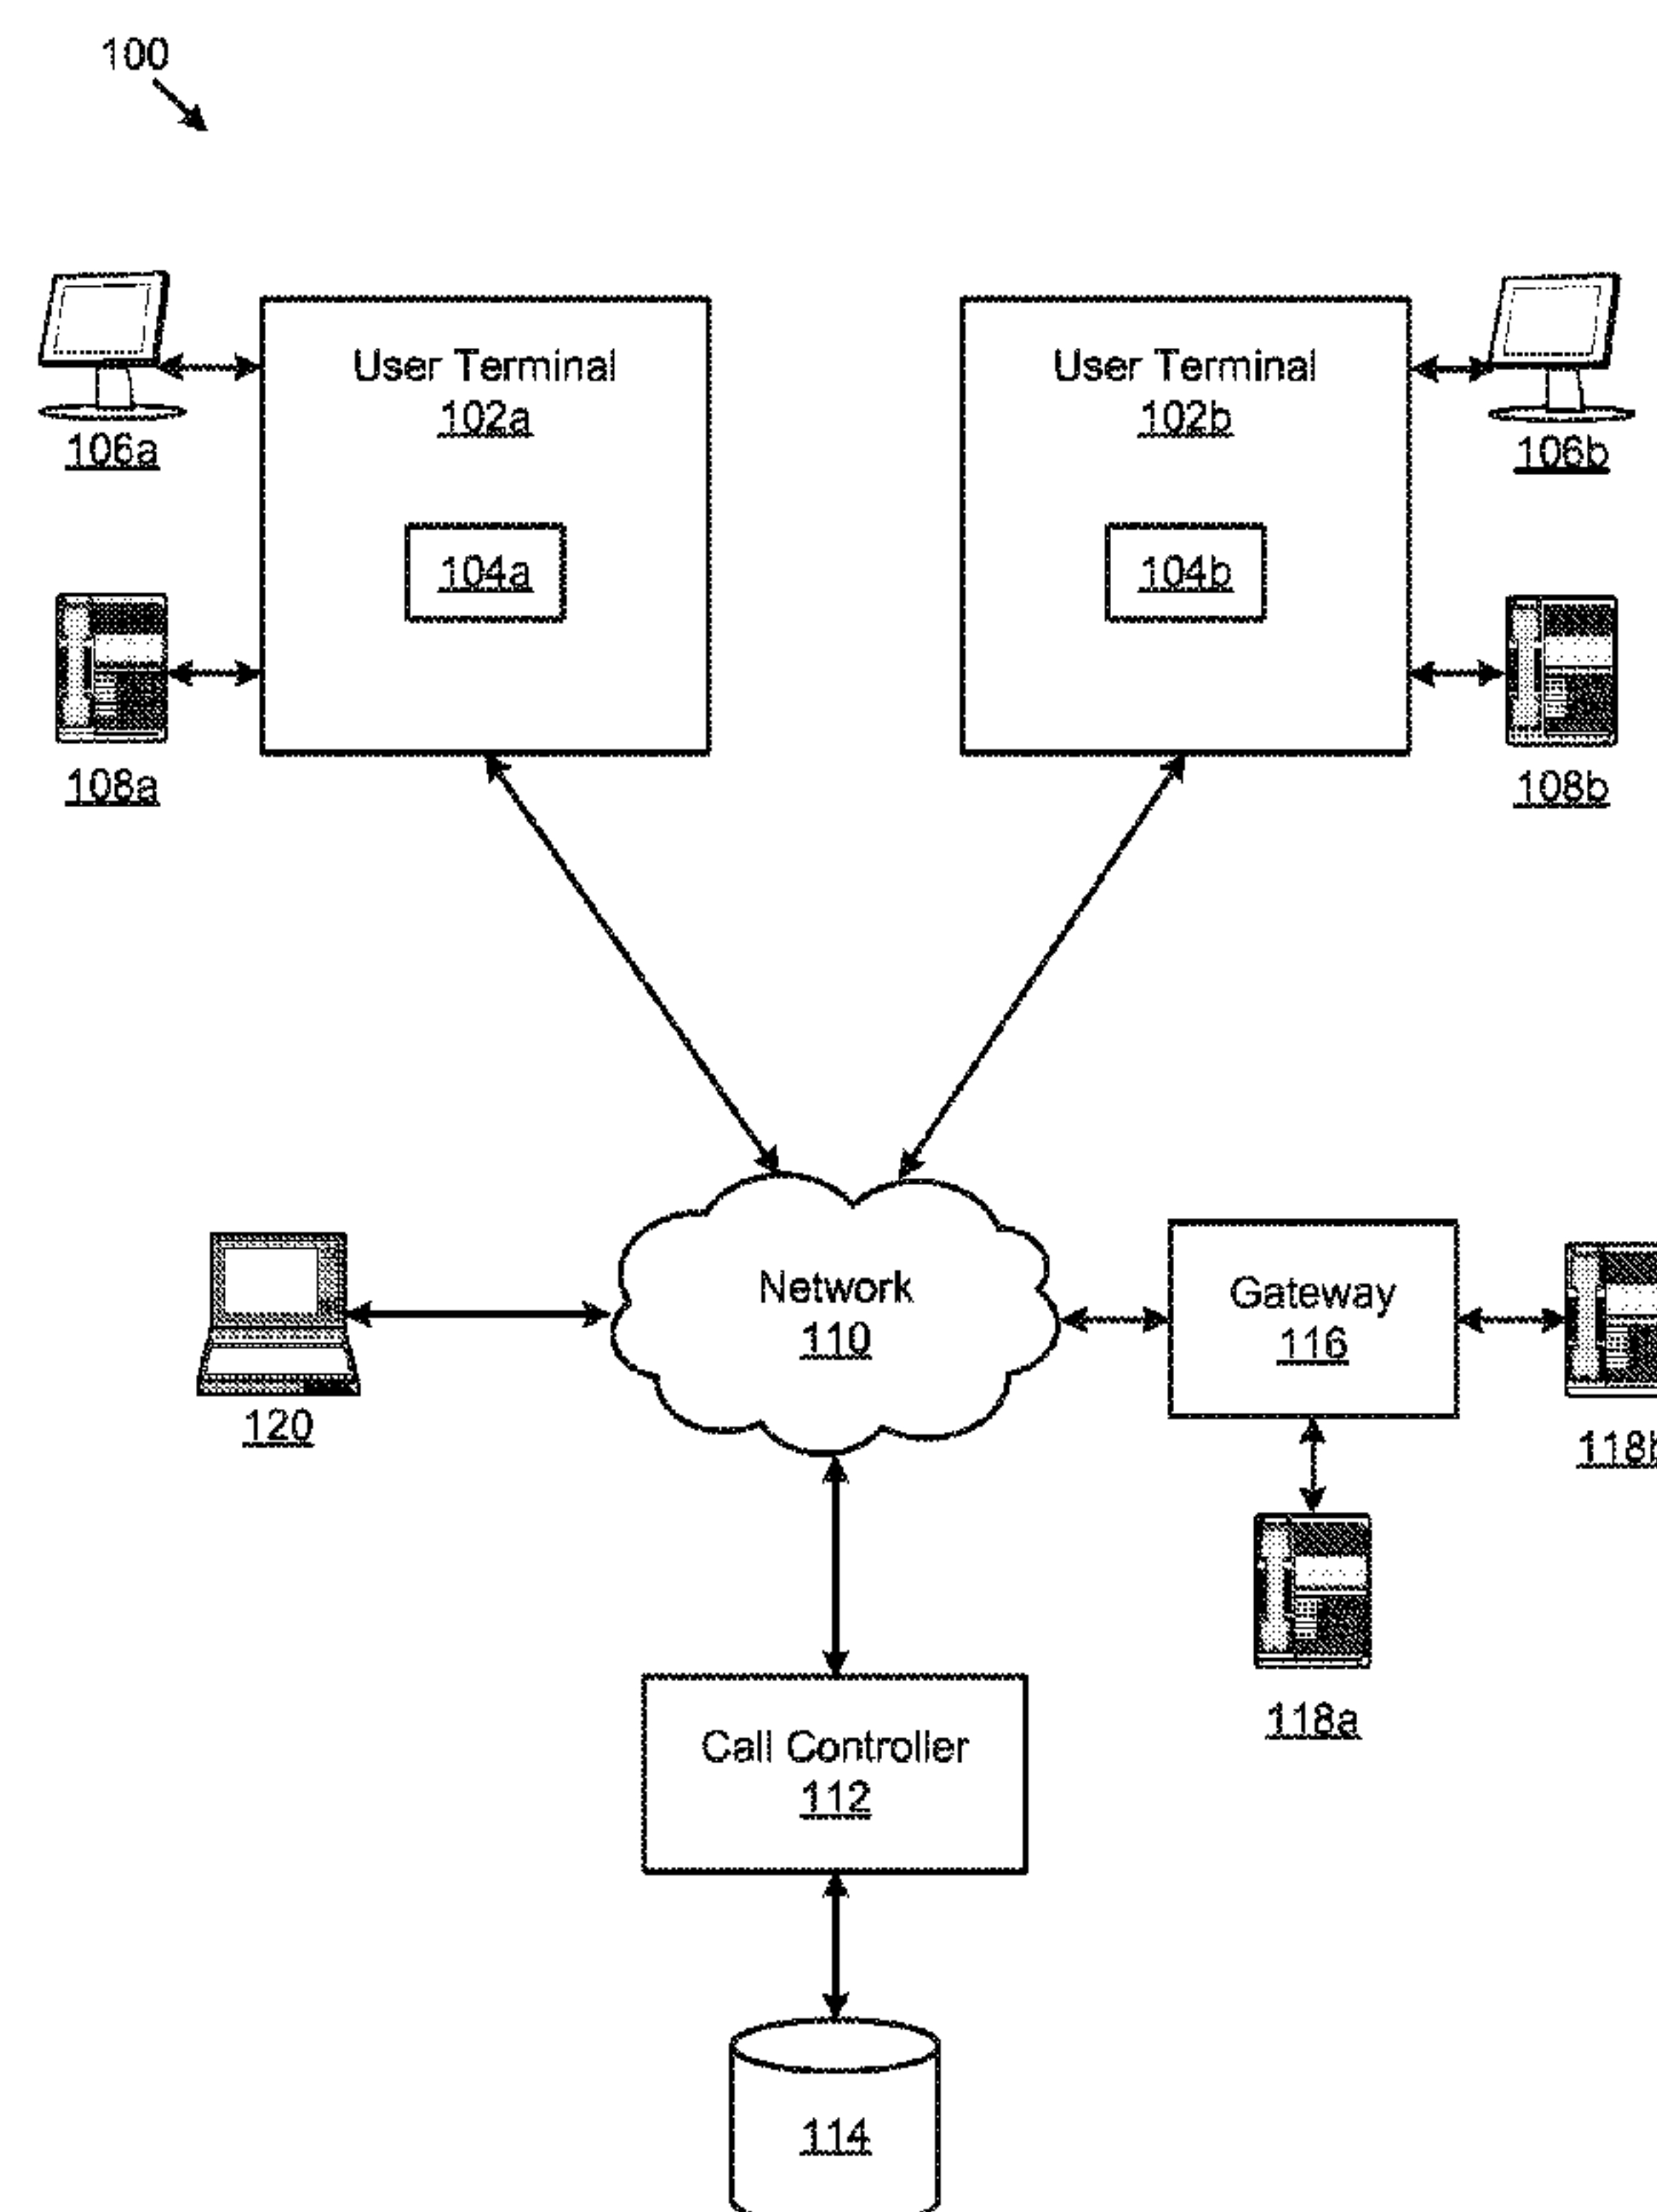 100
User Terminal
102a
104a
106a
108a
User Terminal
102b
104b
106b
108b
Network
110
Gateway
116
120
118b
118a
Call Controller
112
114